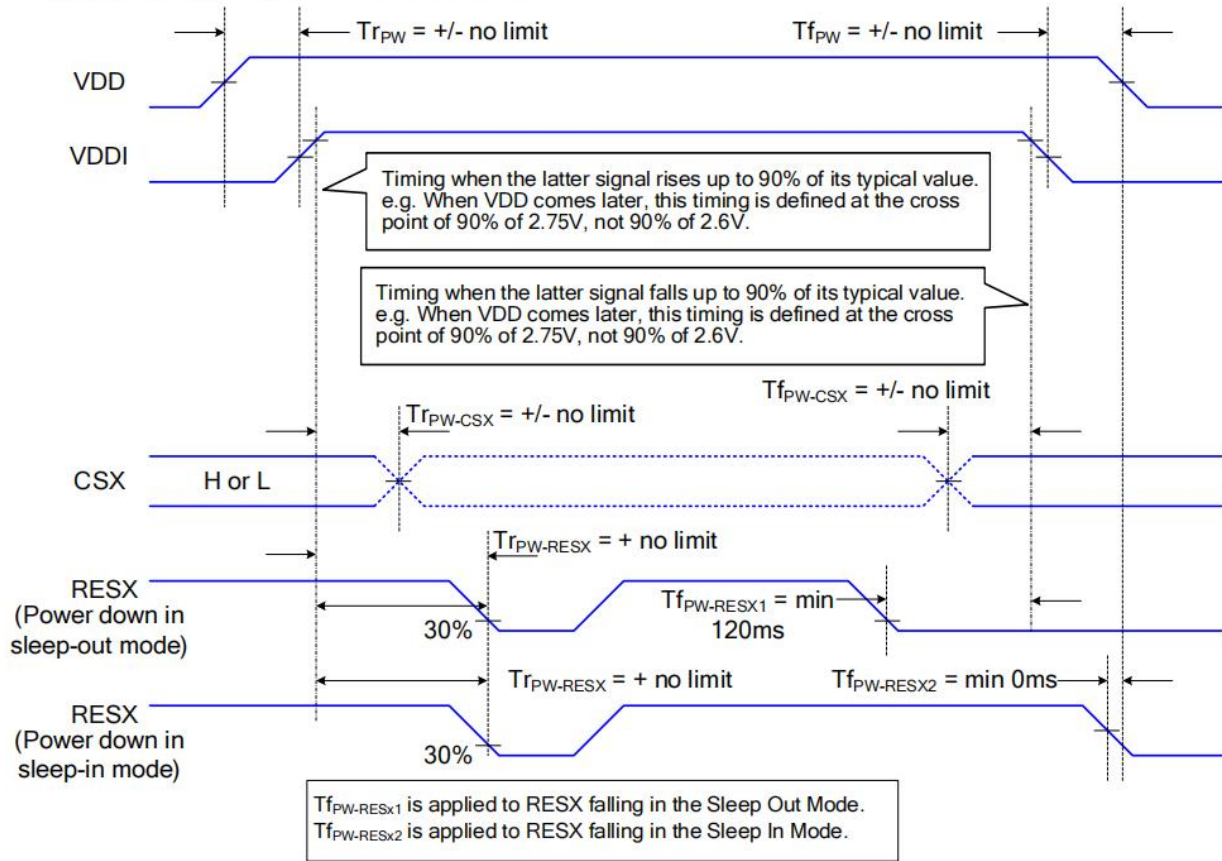 TrPW = +/- no limit
TfPW = +/- no limit
VDD
VDDI
Timing when the latter signal rises up to 90% of its typical value.
e.g. When VDD comes later, this timing is defined at the cross
point of 90% of 2.75V, not 90% of 2.6V.
Timing when the latter signal falls up to 90% of its typical value.
e.g. When VDD comes later, this timing is defined at the cross
point of 90% of 2.75V, not 90% of 2.6V.
TrPW-CSX = +/- no limit
TfPW-CSX = +/- no limit
CSX
H or L
TrPW-RESX = + no limit
RESX
(Power down in
sleep-out mode)
30%
TfPW-RESX1 = min
120ms
TrPW-RESX = + no limit
TfPW-RESX2 = min 0ms
RESX
(Power down in
sleep-in mode)
30%
TfPW-RESx1 is applied to RESX falling in the Sleep Out Mode.
TfPW-RESx2 is applied to RESX falling in the Sleep In Mode.